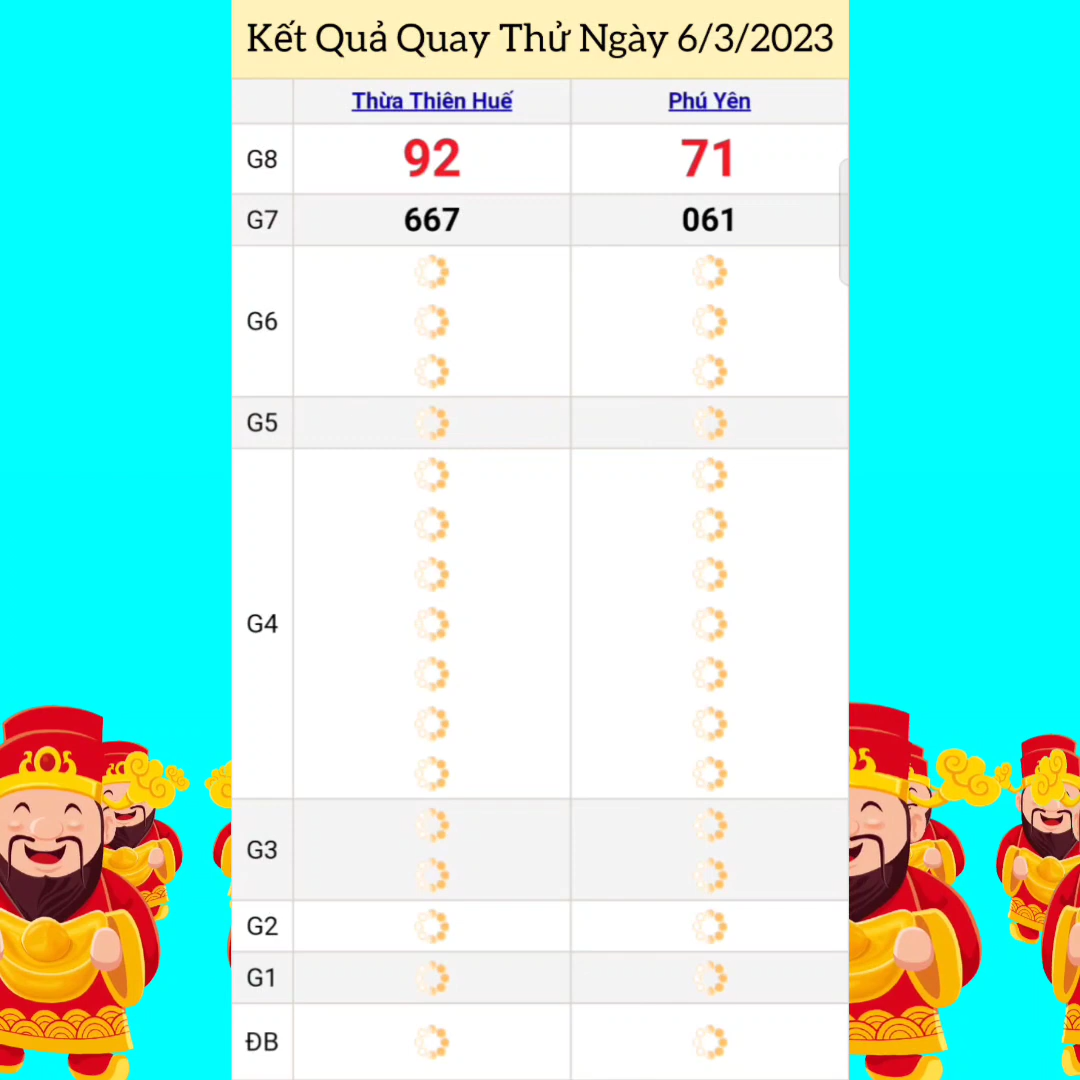 Kết Quả Quay Thử Ngày 6/3/2023
Thừa Thiên Huế Phú Yên
G8 92 71
G7 667 061
G6
G5
G4
G3
G2
G1
ĐB